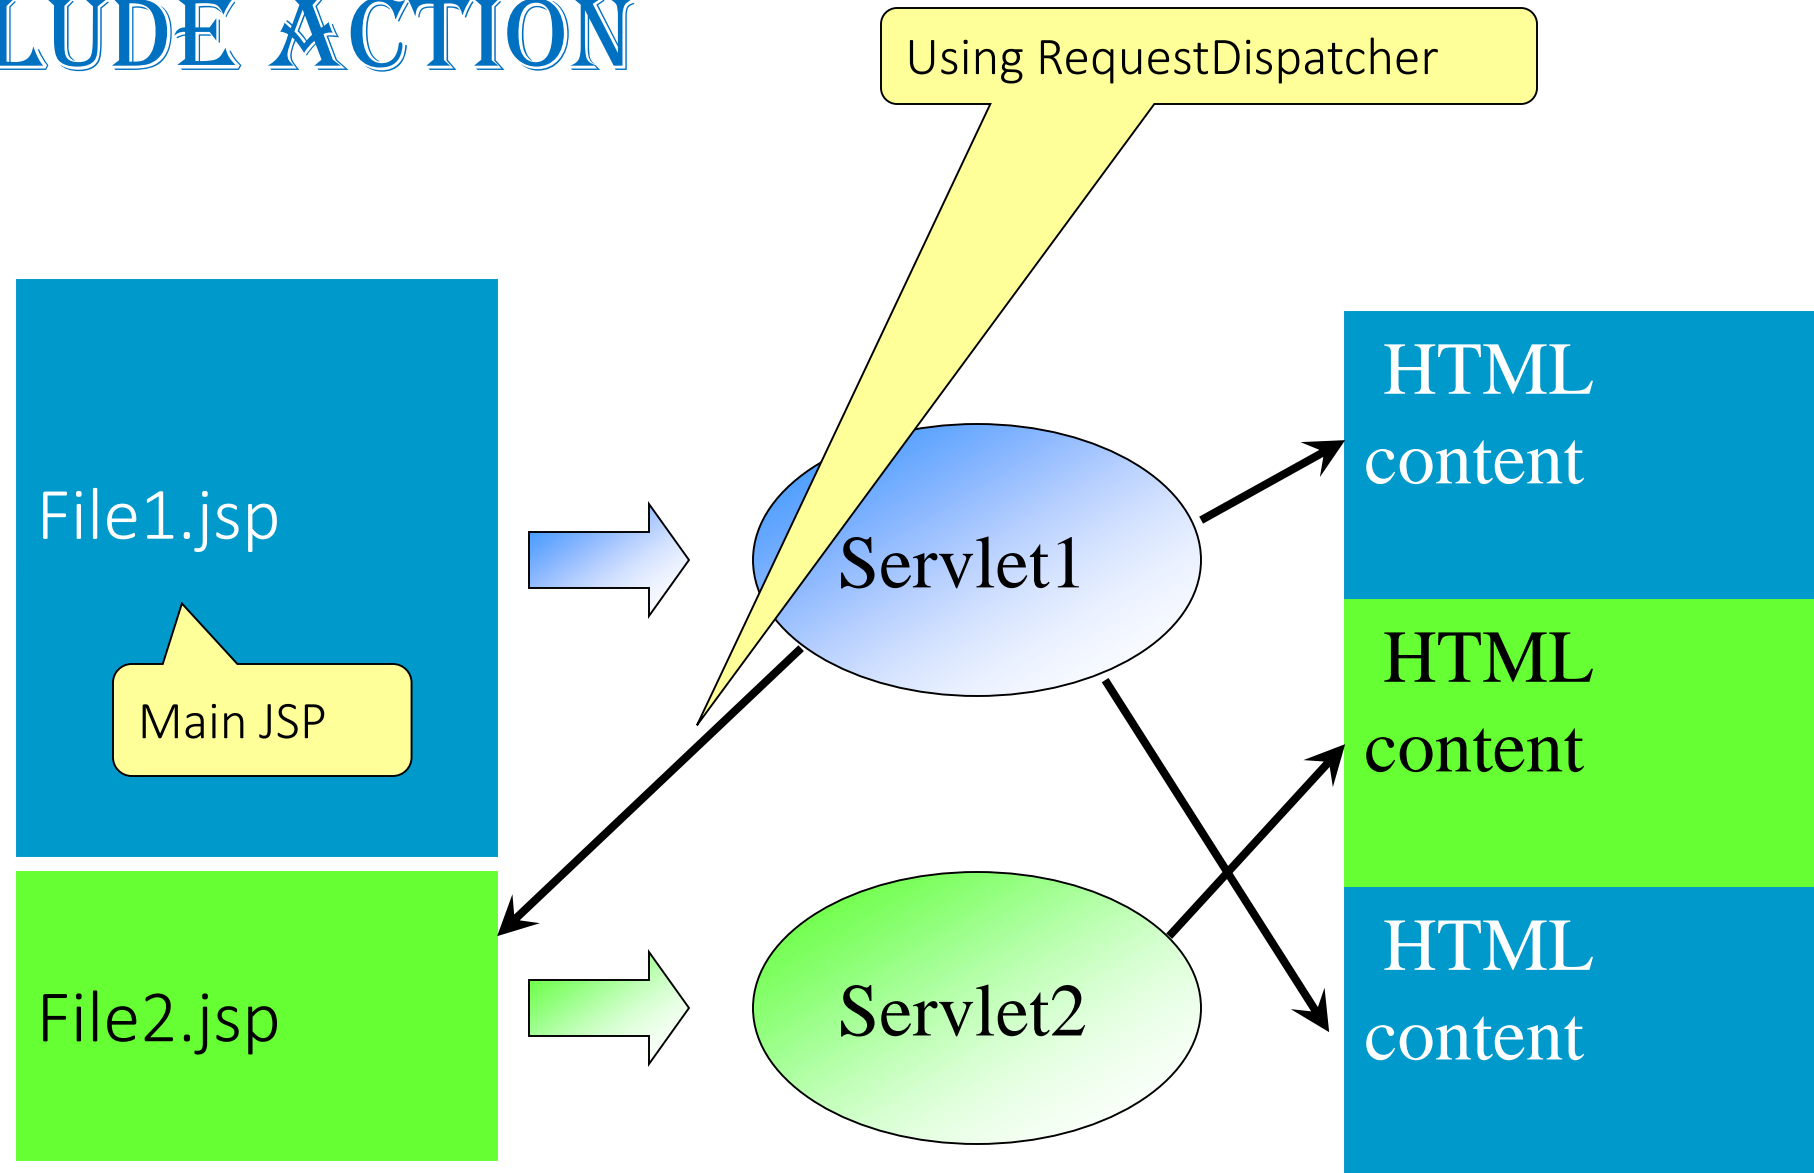 LUDE ACTION
Using RequestDispatcher
File1.jsp
Main JSP
Servlet1
HTML
content
HTML
content
File2.jsp
Servlet2
HTML
content